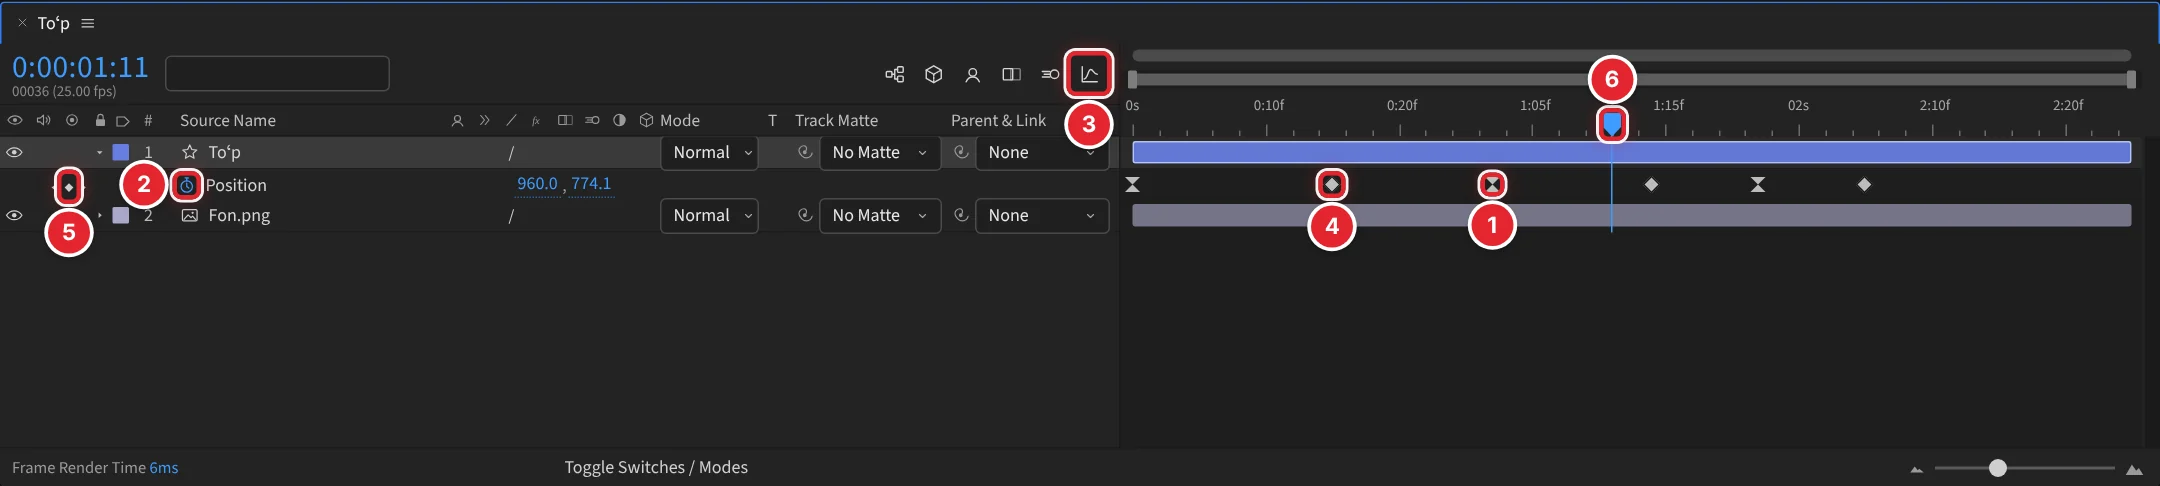 To‘p
0:00:01:11
00036 (25.00 fps)
# Source Name fx Mode T Track Matte Parent & Link
0s 0:10f 0:20f 1:05f 1:15f 02s 2:10f 2:20f
6
3
1 To‘p / Normal No Matte None
2 Position 960.0 , 774.1
2 Fon.png / Normal No Matte None
5
4
1
Frame Render Time 6ms
Toggle Switches / Modes